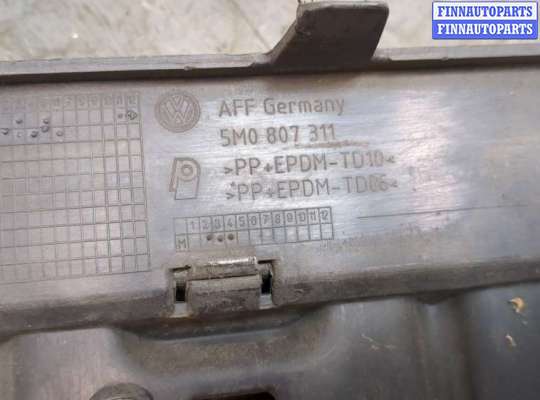 FINNAUTOPARTS
FINNAUTOPARTS
VW
AFF Germany
5M0 807 311
>PP+EPDM-TD10<
>PP+EPDM-TD06<
1 2 3 4 5 6 7 8 9 10 11 12
M